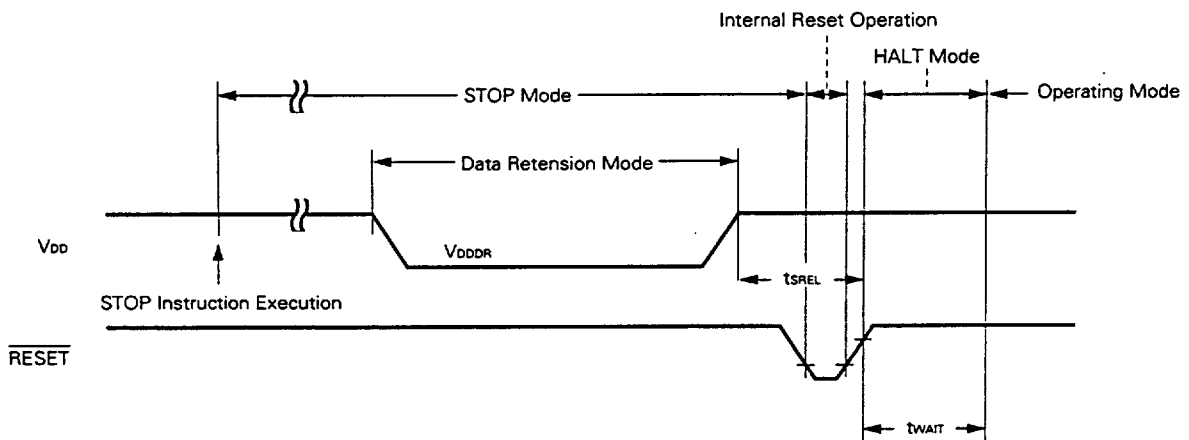 Internal Reset Operation
HALT Mode
STOP Mode
Operating Mode
Data Retension Mode
VDD
VDDDR
tSREL
STOP Instruction Execution
RESET
tWAIT